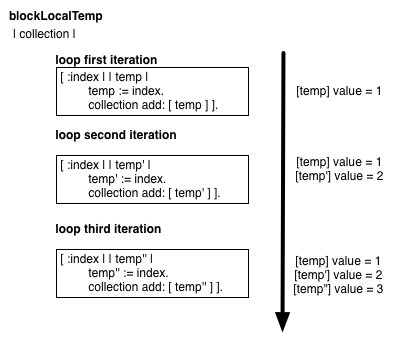 blockLocalTemp
| collection |
loop first iteration
[ :index | | temp |
temp := index.
collection add: [ temp ] ].
[temp] value = 1
loop second iteration
[ :index | | temp' |
temp' := index.
collection add: [ temp' ] ].
[temp] value = 1
[temp'] value = 2
loop third iteration
[ :index | | temp'' |
temp'' := index.
collection add: [ temp'' ] ].
[temp] value = 1
[temp'] value = 2
[temp''] value = 3